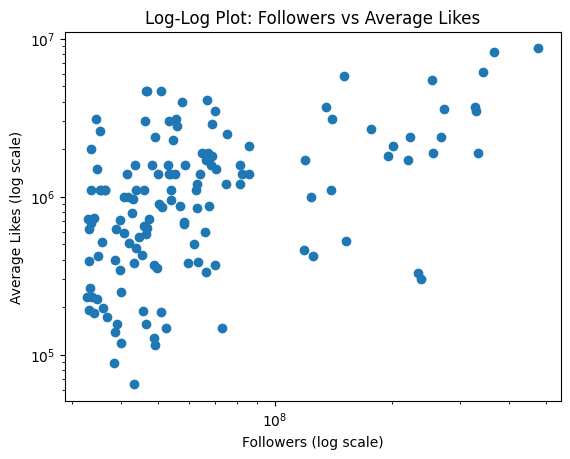 Log-Log Plot: Followers vs Average Likes
Average Likes (log scale)
10^7
10^6
10^5
10^8
Followers (log scale)